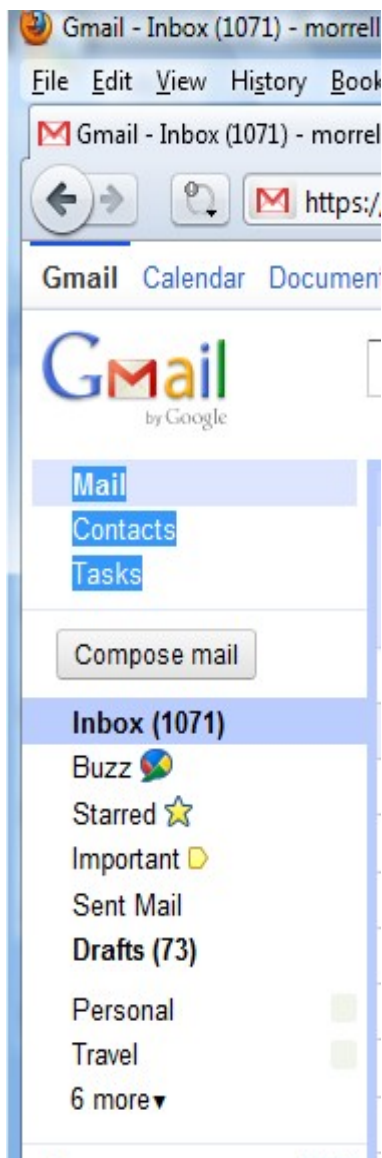 Gmail - Inbox (1071) - morrell
File Edit View History Book
Gmail - Inbox (1071) - morrel
https:/
Gmail Calendar Document
Gmail
by Google
Mail
Contacts
Tasks
Compose mail
Inbox (1071)
Buzz
Starred
Important
Sent Mail
Drafts (73)
Personal
Travel
6 more▾